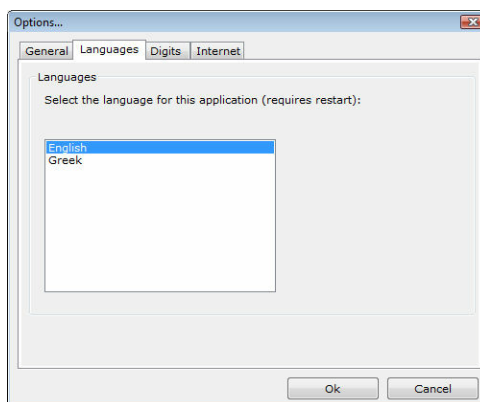 Options...
General Languages Digits Internet
Languages
Select the language for this application (requires restart):
English
Greek
Ok Cancel